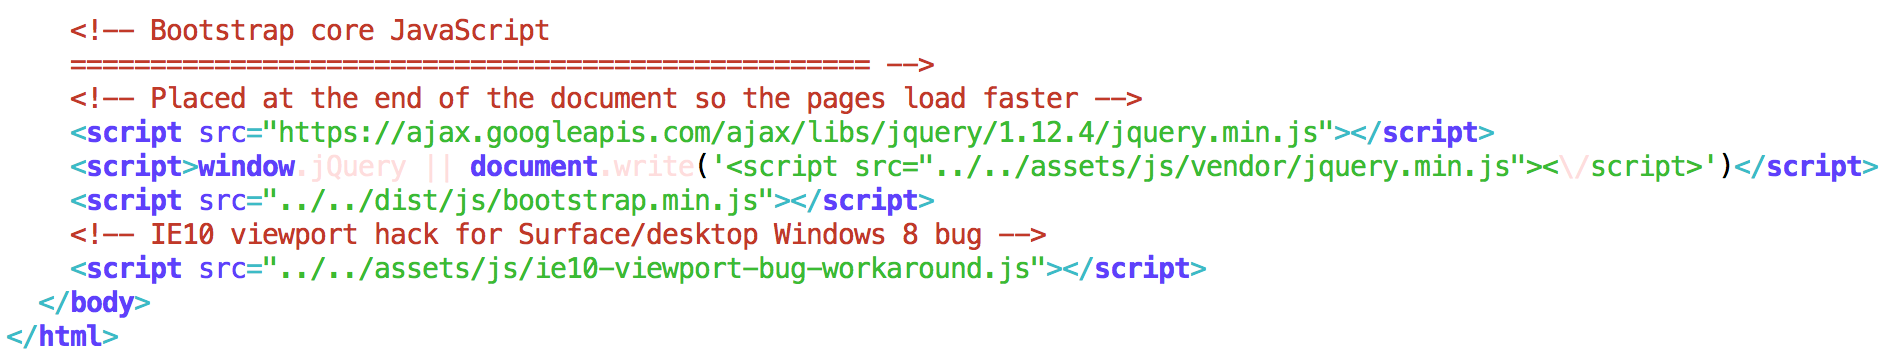 <!-- Bootstrap core JavaScript
================================================== -->
<!-- Placed at the end of the document so the pages load faster -->
<script src="https://ajax.googleapis.com/ajax/libs/jquery/1.12.4/jquery.min.js"></script>
<script>window.jQuery || document.write('<script src="../../assets/js/vendor/jquery.min.js"><\/script>')</script>
<script src="../../dist/js/bootstrap.min.js"></script>
<!-- IE10 viewport hack for Surface/desktop Windows 8 bug -->
<script src="../../assets/js/ie10-viewport-bug-workaround.js"></script>
</body>
</html>